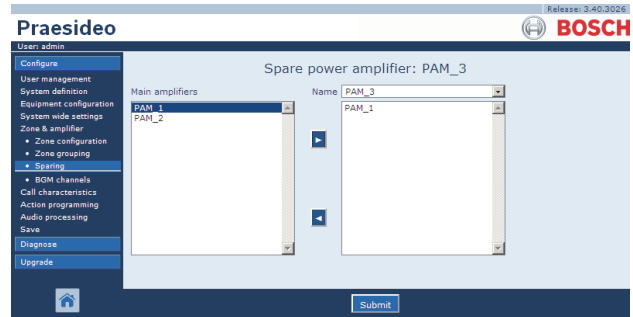 Release: 3.40.3026
Praesideo
BOSCH
User: admin
Configure
User management
System definition
Equipment configuration
System wide settings
Zone & amplifier
• Zone configuration
• Zone grouping
• Sparing
• BGM channels
Call characteristics
Action programming
Audio processing
Save
Diagnose
Upgrade
Spare power amplifier: PAM_3
Main amplifiers
PAM_1
PAM_2
Name PAM_3
PAM_1
Submit